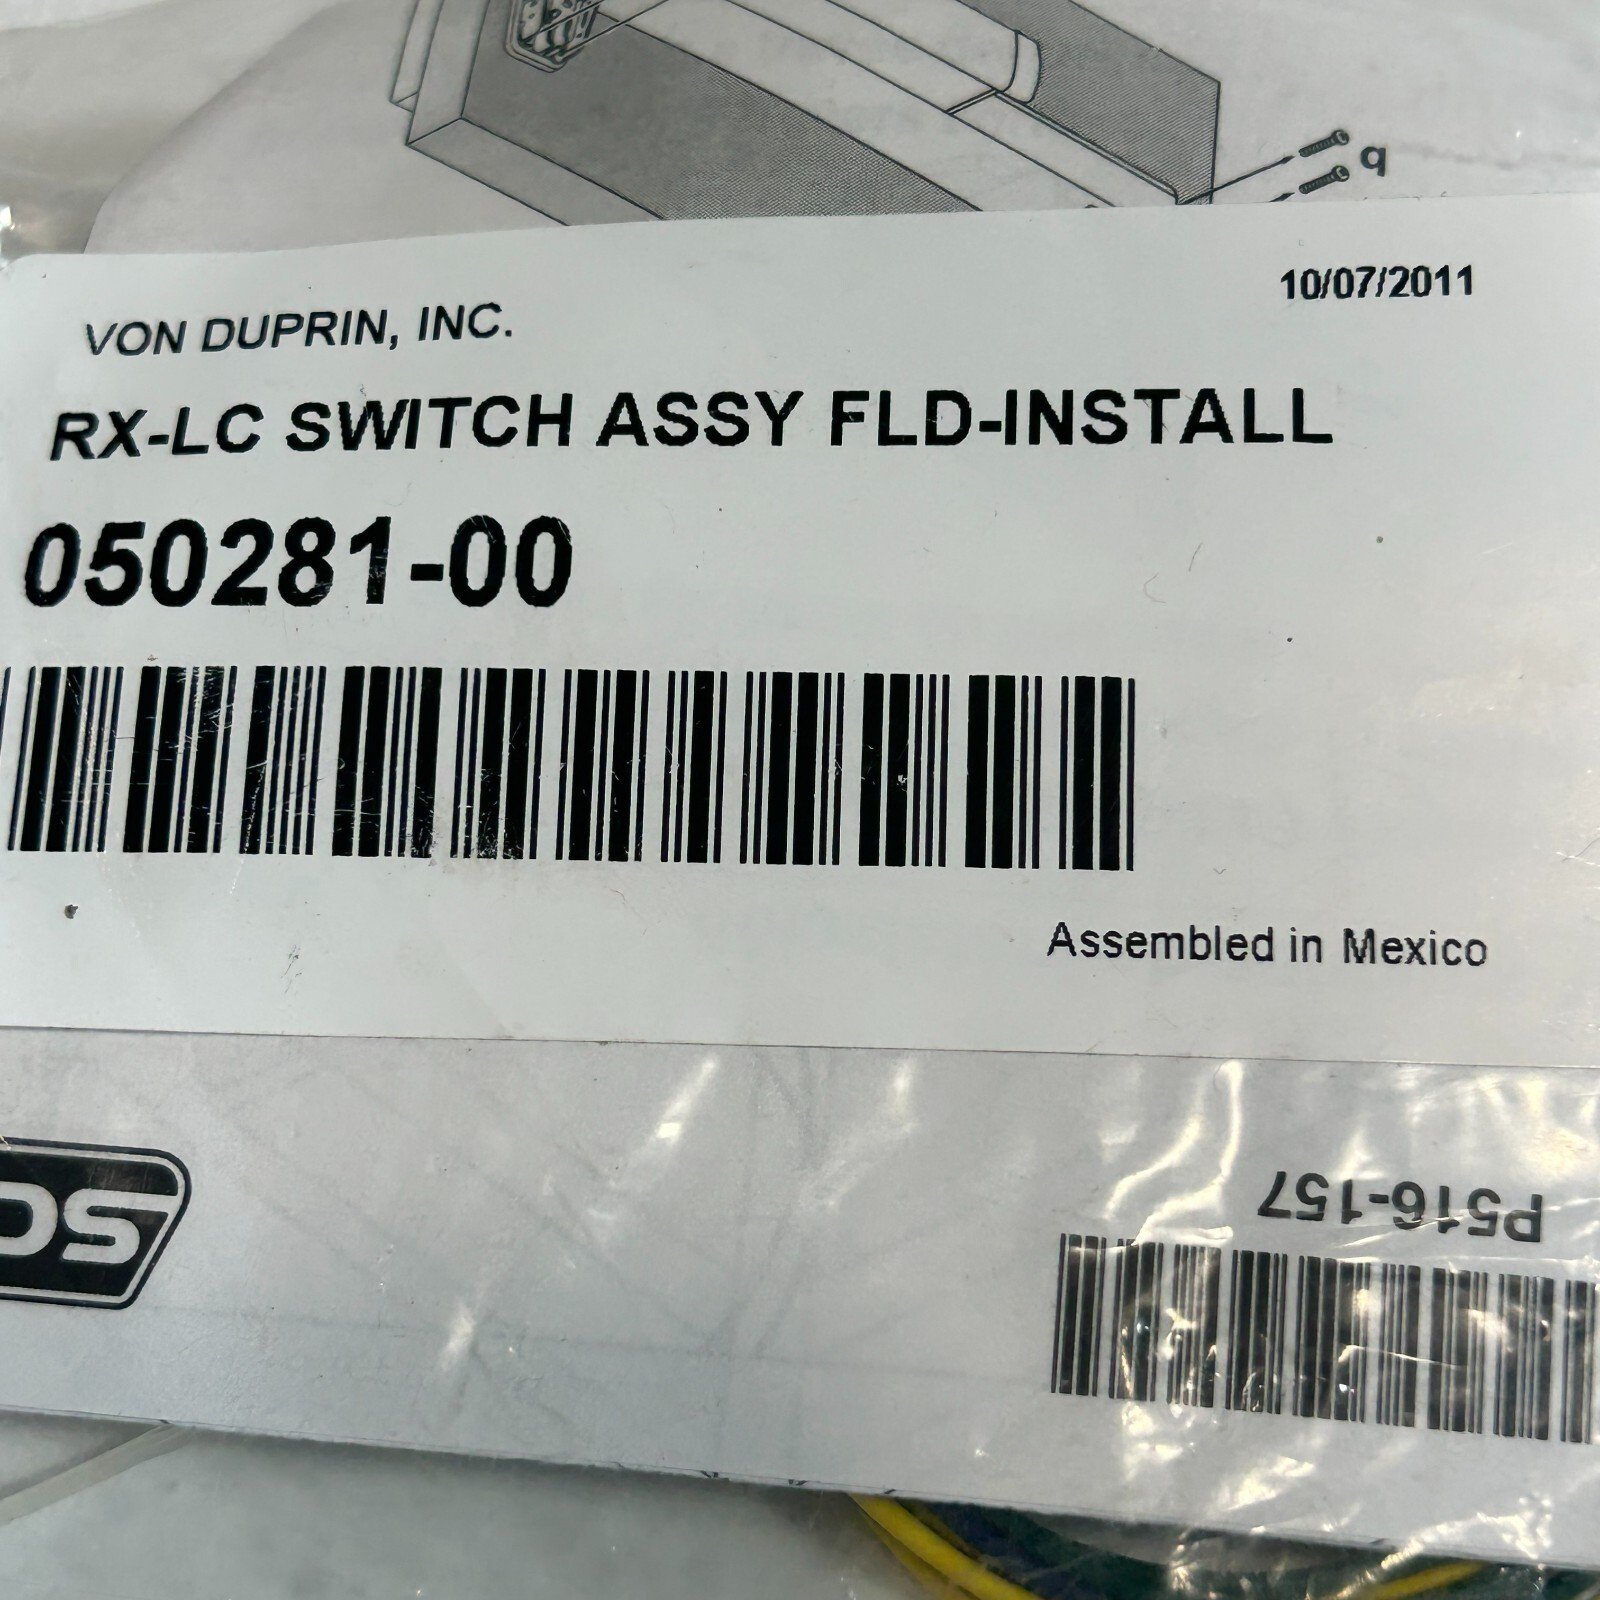 q
10/07/2011
VON DUPRIN, INC.
RX-LC SWITCH ASSY FLD-INSTALL
050281-00
Assembled in Mexico
P516-157